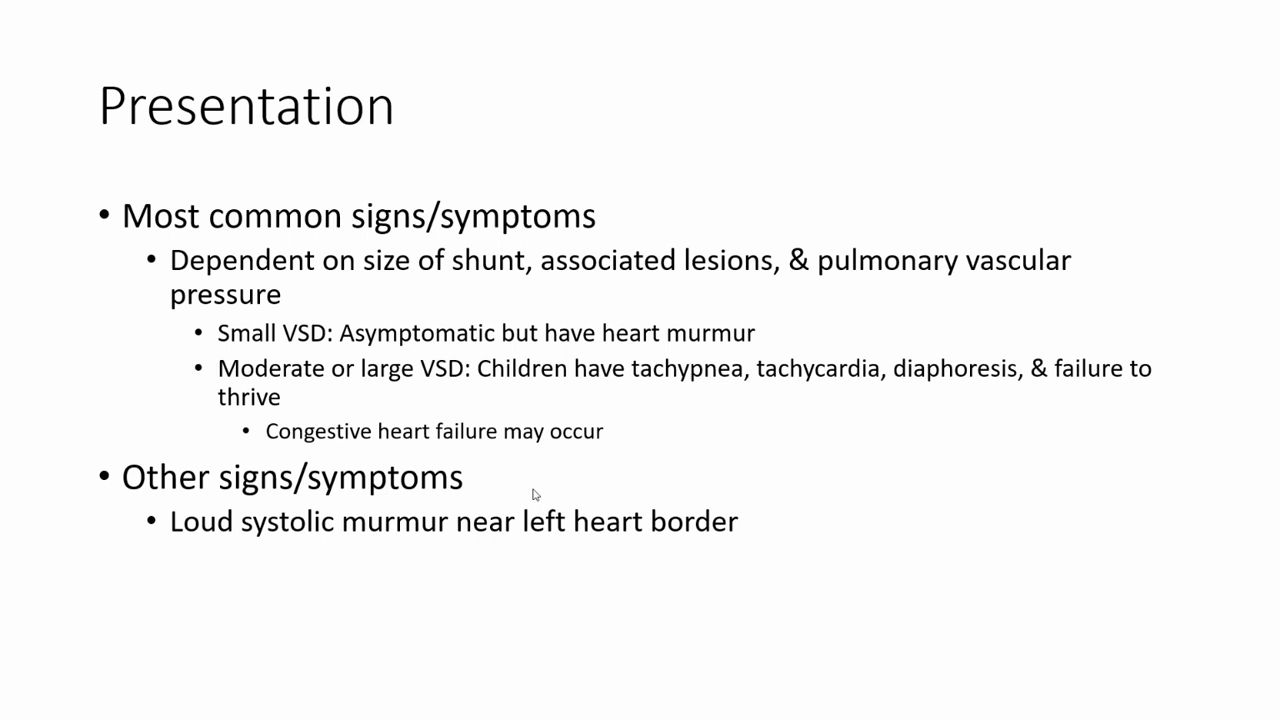 Presentation
• Most common signs/symptoms
• Dependent on size of shunt, associated lesions, & pulmonary vascular
pressure
• Small VSD: Asymptomatic but have heart murmur
• Moderate or large VSD: Children have tachypnea, tachycardia, diaphoresis, & failure to
thrive
• Congestive heart failure may occur
• Other signs/symptoms
• Loud systolic murmur near left heart border